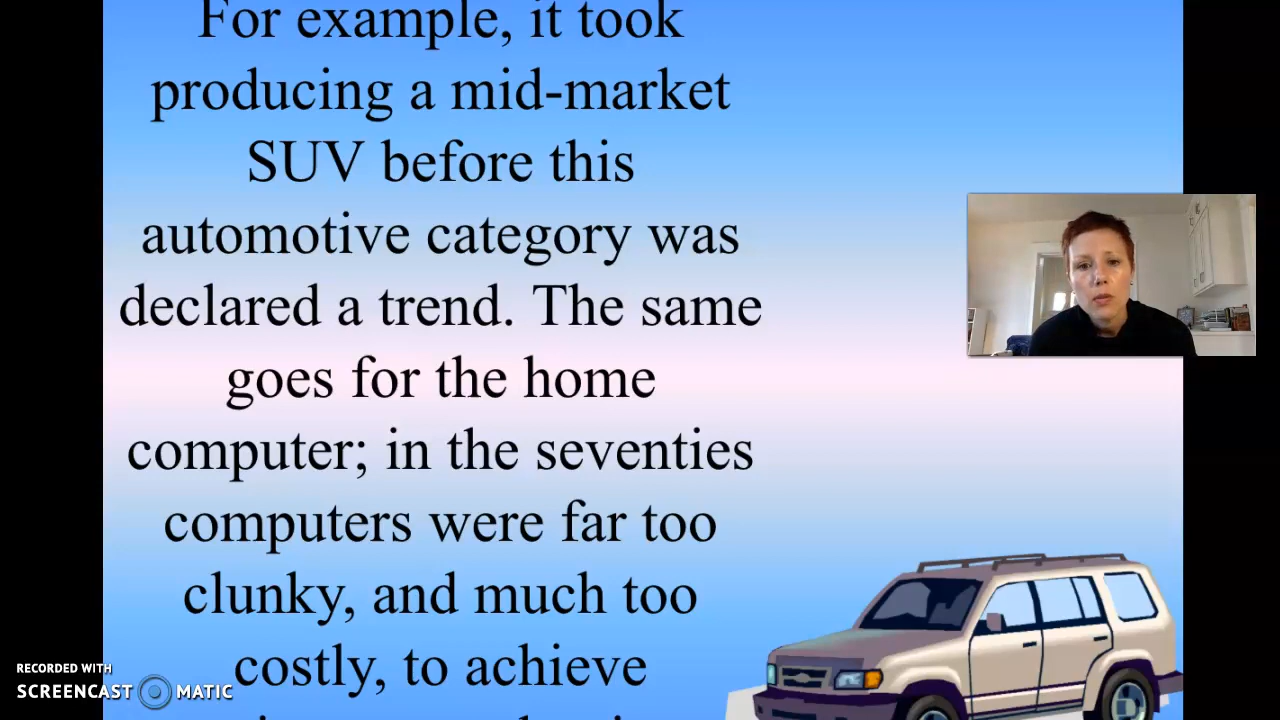 For example, it took
producing a mid-market
SUV before this
automotive category was
declared a trend. The same
goes for the home
computer; in the seventies
computers were far too
clunky, and much too
costly, to achieve
RECORDED WITH
SCREENCAST MATIC